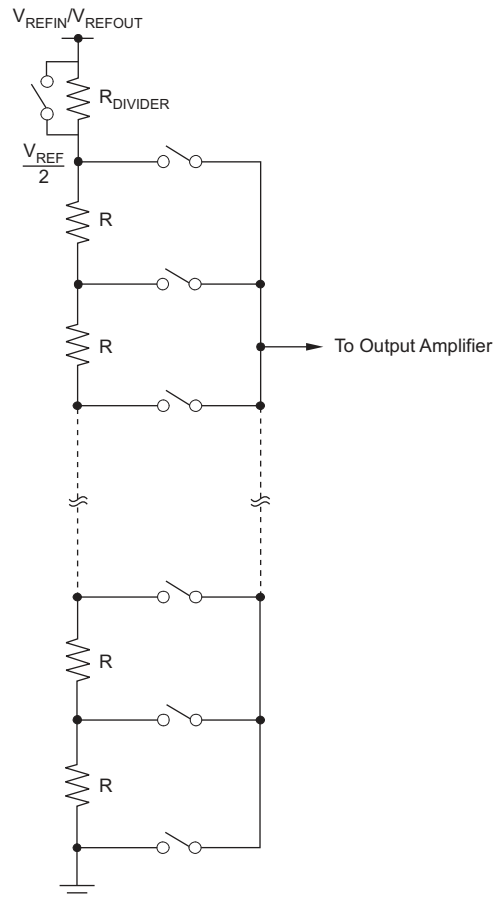 V_REFIN/V_REFOUT
R_DIVIDER
V_REF
2
R
R
To Output Amplifier
R
R